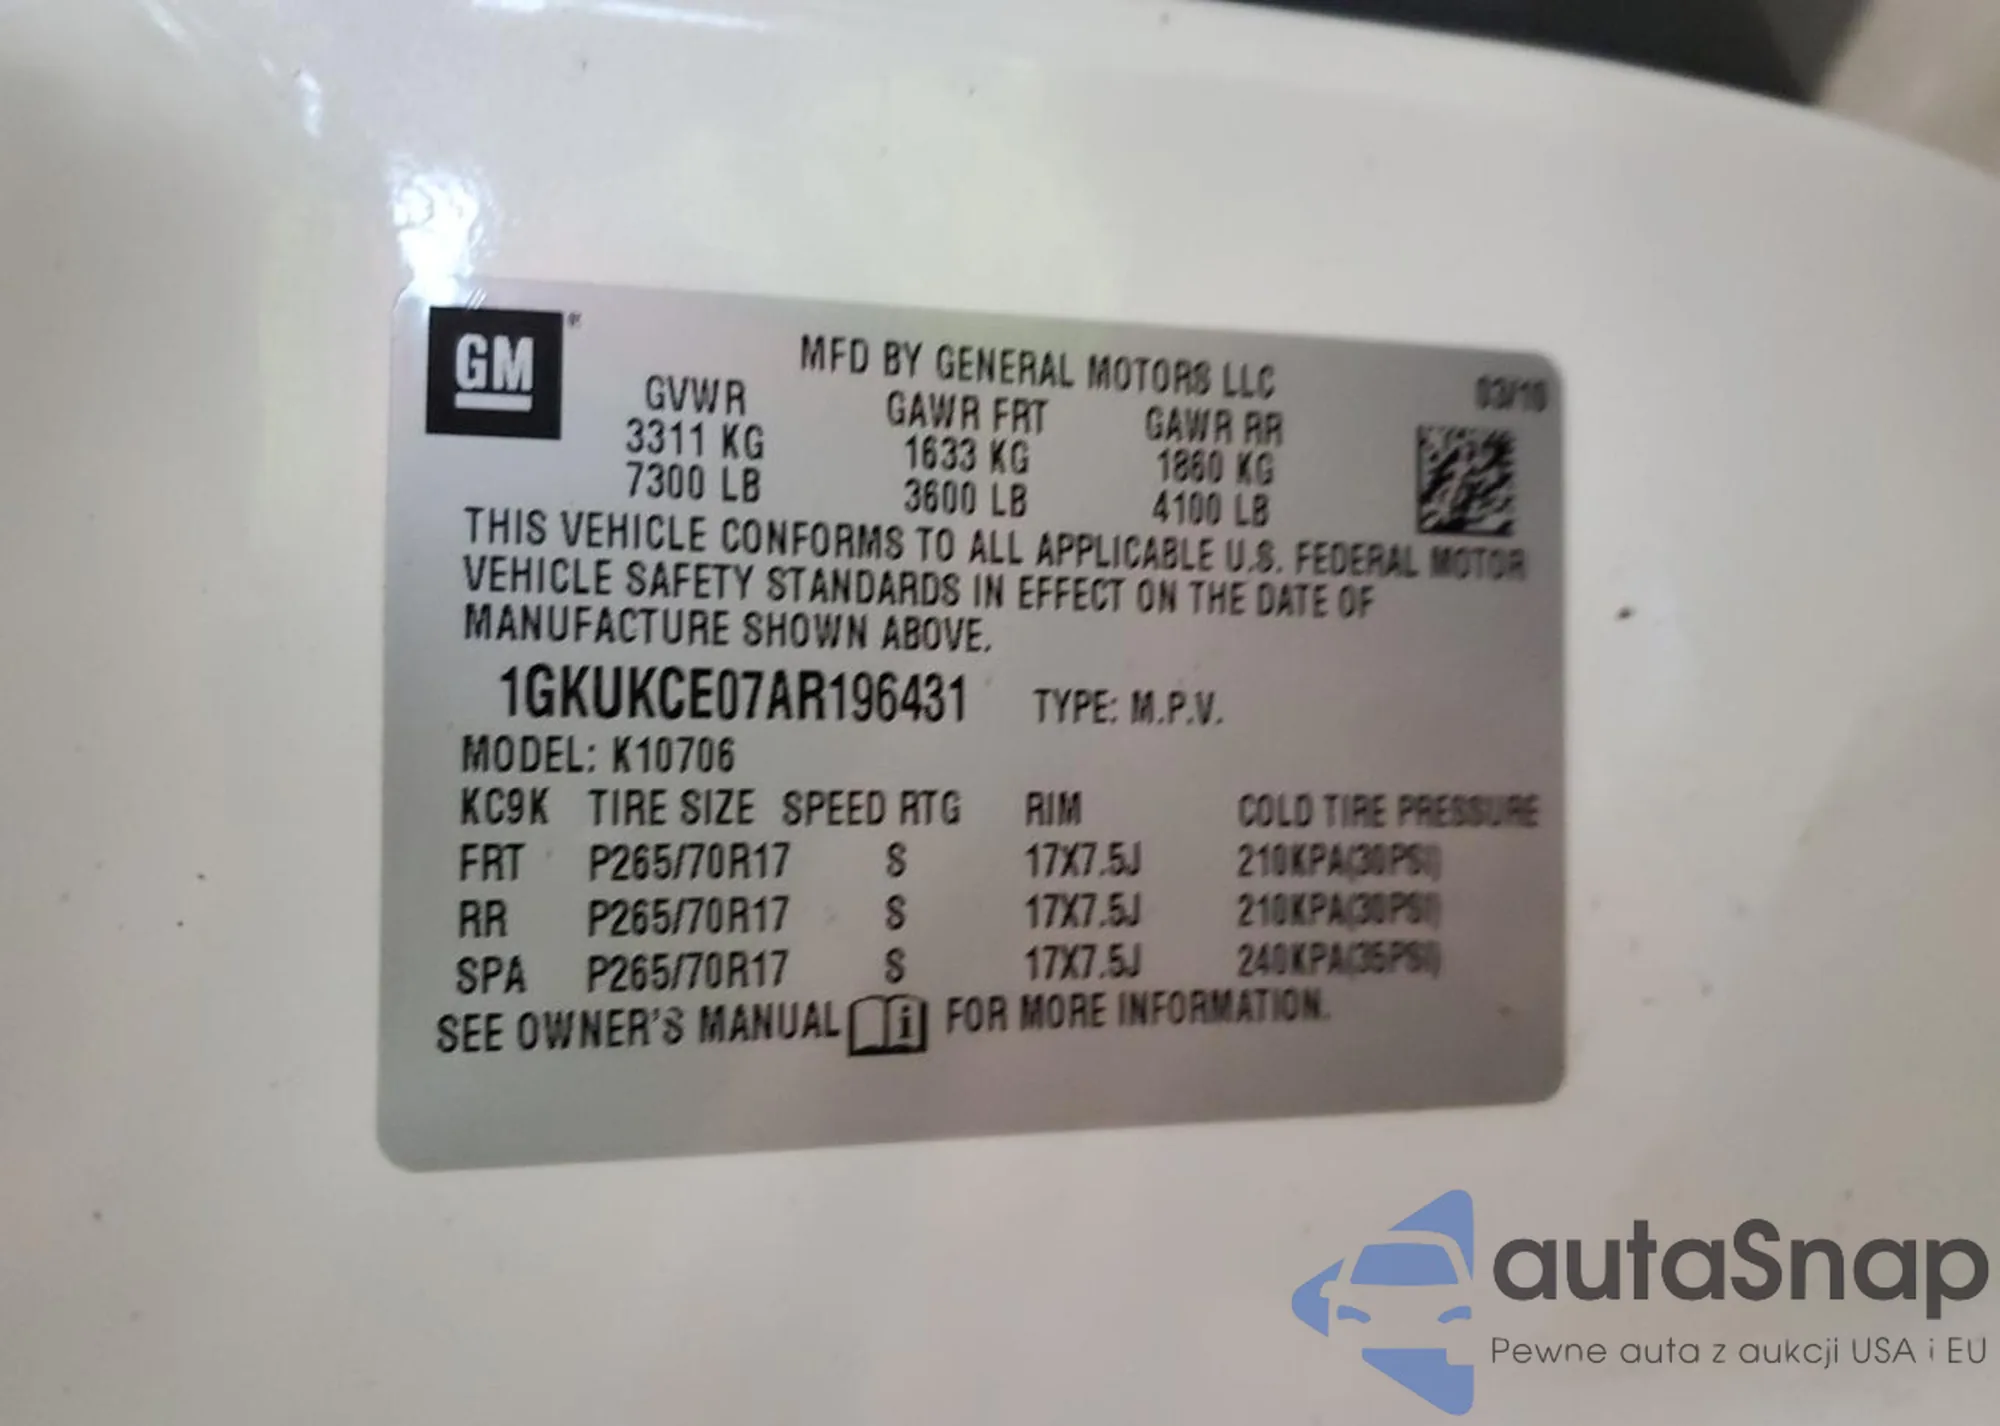 GM ®
MFD BY GENERAL MOTORS LLC 03/10
GVWR GAWR FRT GAWR RR
3311 KG 1633 KG 1860 KG
7300 LB 3600 LB 4100 LB
THIS VEHICLE CONFORMS TO ALL APPLICABLE U.S. FEDERAL MOTOR
VEHICLE SAFETY STANDARDS IN EFFECT ON THE DATE OF
MANUFACTURE SHOWN ABOVE.
1GKUKCE07AR196431 TYPE: M.P.V.
MODEL: K10706
KC9K TIRE SIZE SPEED RTG RIM COLD TIRE PRESSURE
FRT P265/70R17 S 17X7.5J 210KPA(30PSI)
RR P265/70R17 S 17X7.5J 210KPA(30PSI)
SPA P265/70R17 S 17X7.5J 240KPA(35PSI)
SEE OWNER'S MANUAL i FOR MORE INFORMATION.
autaSnap
Pewne auta z aukcji USA i EU